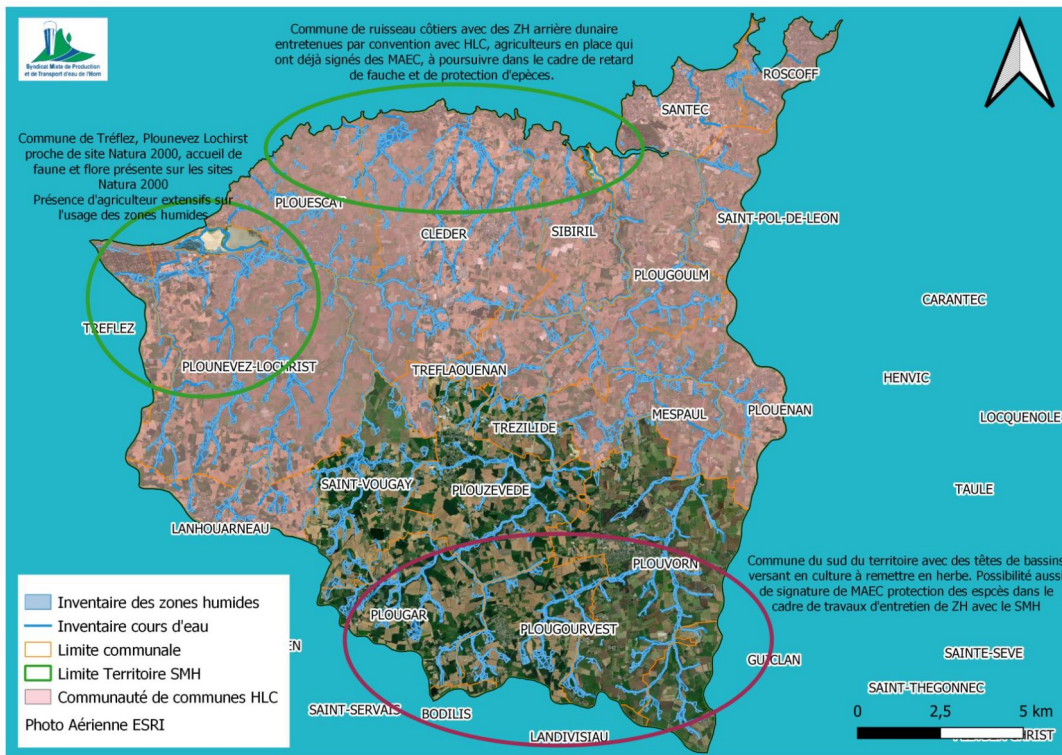 Syndicat Mixte de Production
et de Transport d'eau de l'Horn
Commune de ruisseau côtiers avec des ZH arrière dunaire
entretenues par convention avec HLC, agriculteurs en place qui
ont déjà signés des MAEC, à poursuivre dans le cadre de retard
de fauche et de protection d'epèces.
ROSCOFF
SANTEC
Commune de Tréflez, Plounevez Lochirst
proche de site Natura 2000, accueil de
faune et flore présente sur les sites
Natura 2000
Présence d'agriculteur extensifs sur
l'usage des zones humides
PLOUESCAT
CLEDER
SIBIRIL
SAINT-POL-DE-LEON
PLOUGOULM
CARANTEC
TREFLEZ
PLOUNEVEZ-LOCHRIST
TREFLAOUENAN
HENVIC
MESPAUL
PLOUENAN
LOCQUENOLE
TREZILIDE
SAINT-VOUGAY
PLOUZEVEDE
TAULE
LANHOUARNEAU
Commune du sud du territoire avec des têtes de bassins
versant en culture à remettre en herbe. Possibilité auss
de signature de MAEC protection des espcès dans le
cadre de travaux d'entretien de ZH avec le SMH
PLOUVORN
PLOUGAR
PLOUGOURVEST
Inventaire des zones humides
Inventaire cours d'eau
Limite communale
Limite Territoire SMH
Communauté de communes HLC
Photo Aérienne ESRI
EN
GUICLAN
SAINTE-SEVE
SAINT-THEGONNEC
SAINT-SERVAIS
BODILIS
LANDIVISIAU
0 2,5 5 km
CHRIST